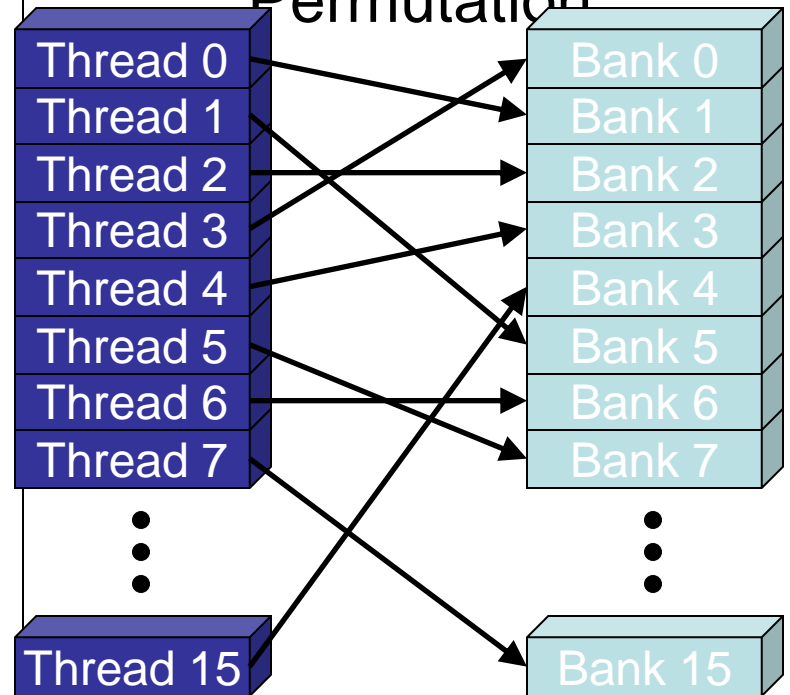 Permutation
Thread 0
Thread 1
Thread 2
Thread 3
Thread 4
Thread 5
Thread 6
Thread 7
Thread 15
Bank 0
Bank 1
Bank 2
Bank 3
Bank 4
Bank 5
Bank 6
Bank 7
Bank 15